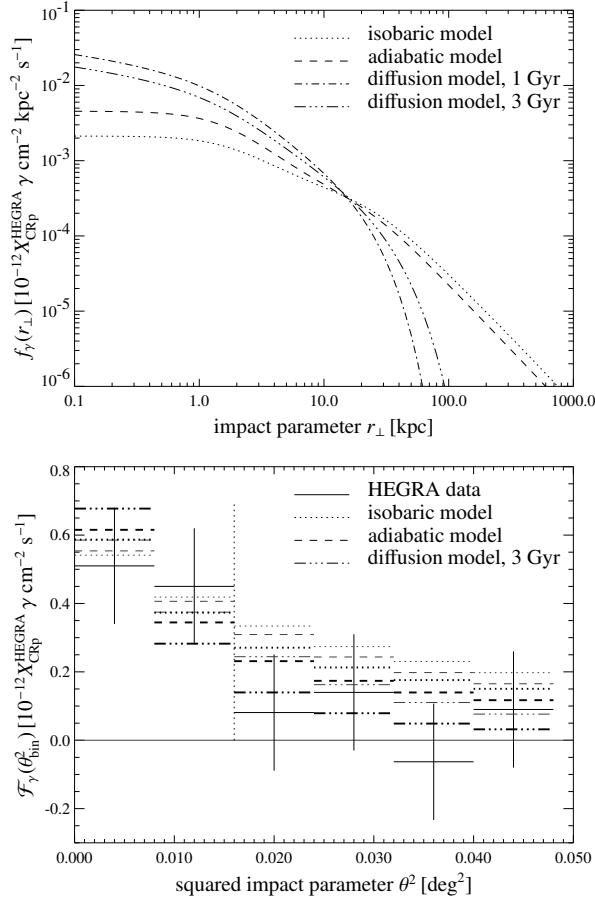 10^-1
10^-2
10^-3
10^-4
10^-5
10^-6
f_γ(r_⊥) [10^-12 X_CRp^HEGRA γ cm^-2 kpc^-2 s^-1]
isobaric model
adiabatic model
diffusion model, 1 Gyr
diffusion model, 3 Gyr
0.1 1.0 10.0 100.0 1000.0
impact parameter r_⊥ [kpc]
0.8
0.6
0.4
0.2
0.0
-0.2
ℱ_γ(θ^2_bin) [10^-12 X_CRp^HEGRA γ cm^-2 s^-1]
HEGRA data
isobaric model
adiabatic model
diffusion model, 3 Gyr
0.000 0.010 0.020 0.030 0.040 0.050
squared impact parameter θ^2 [deg^2]